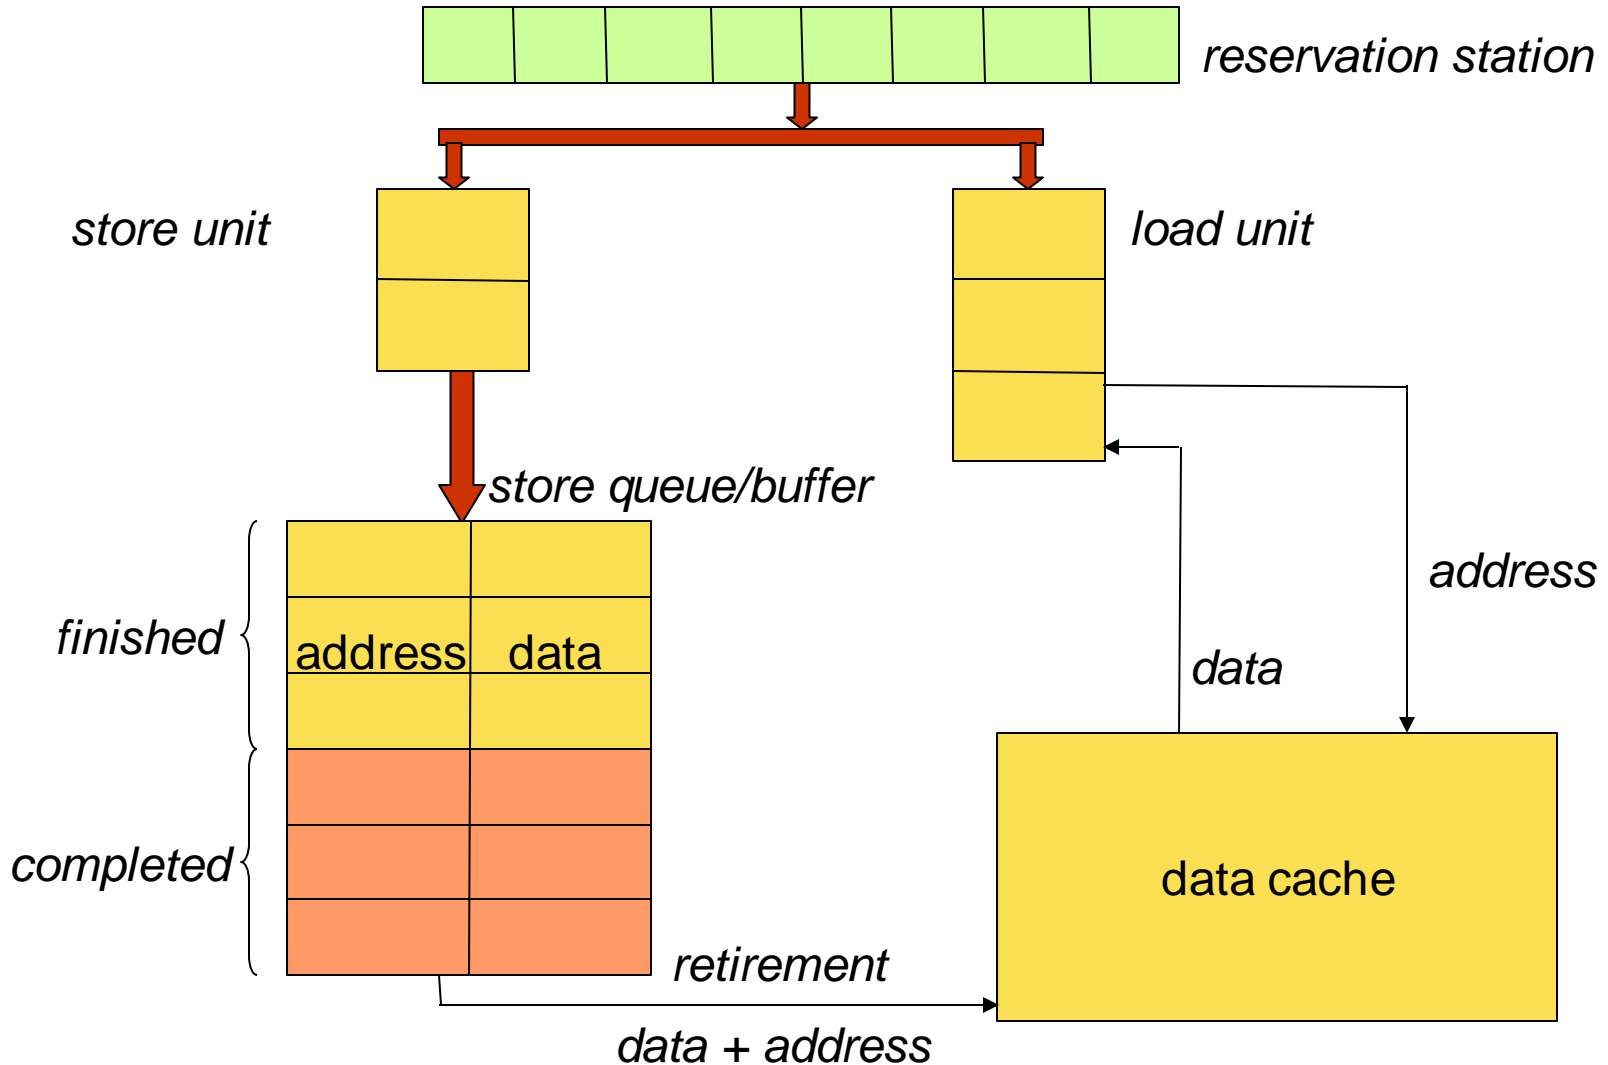 reservation station
store unit
load unit
store queue/buffer
finished
address
data
address
data
completed
data cache
retirement
data + address